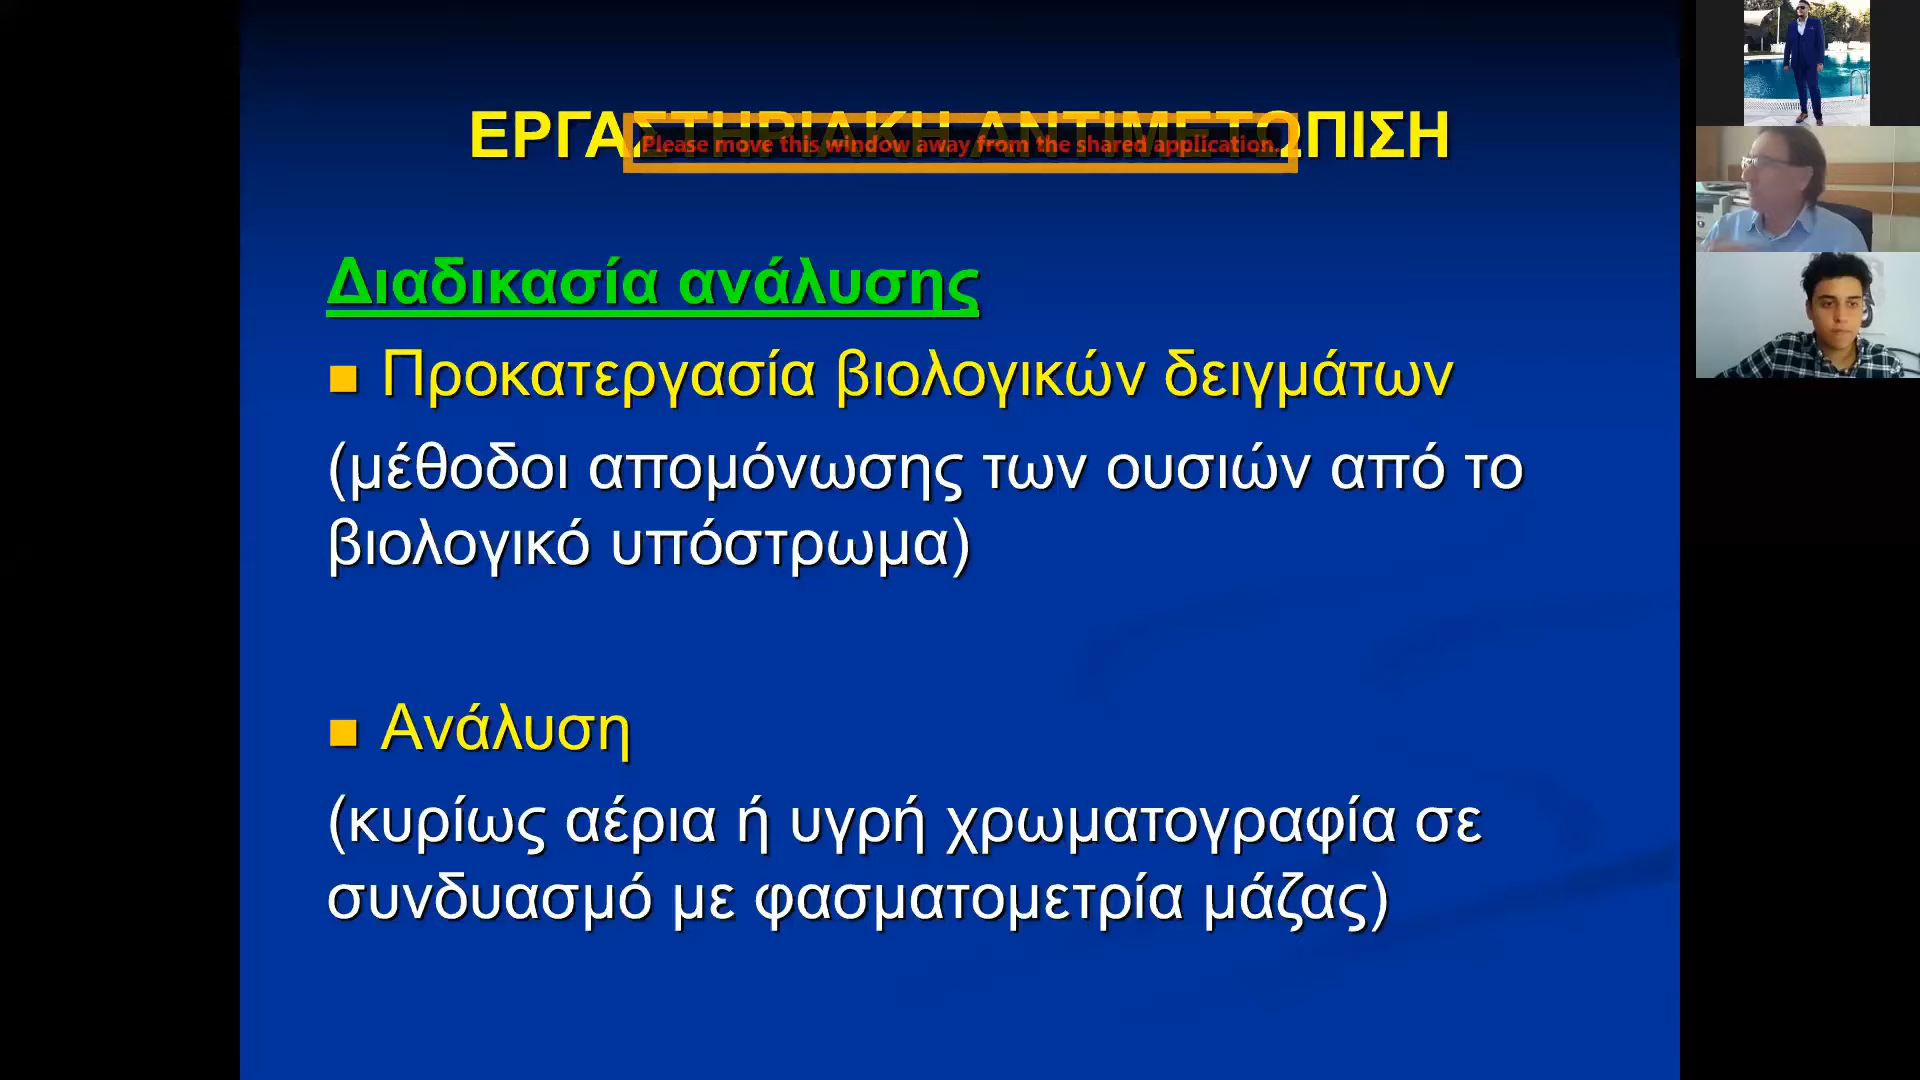 ΕΡΓΑΣΤΗΡΙΑΚΗ ΑΝΤΙΜΕΤΩΠΙΣΗ
Please move this window away from the shared application.
Διαδικασία ανάλυσης
Προκατεργασία βιολογικών δειγμάτων
(μέθοδοι απομόνωσης των ουσιών από το
βιολογικό υπόστρωμα)
Ανάλυση
(κυρίως αέρια ή υγρή χρωματογραφία σε
συνδυασμό με φασματομετρία μάζας)